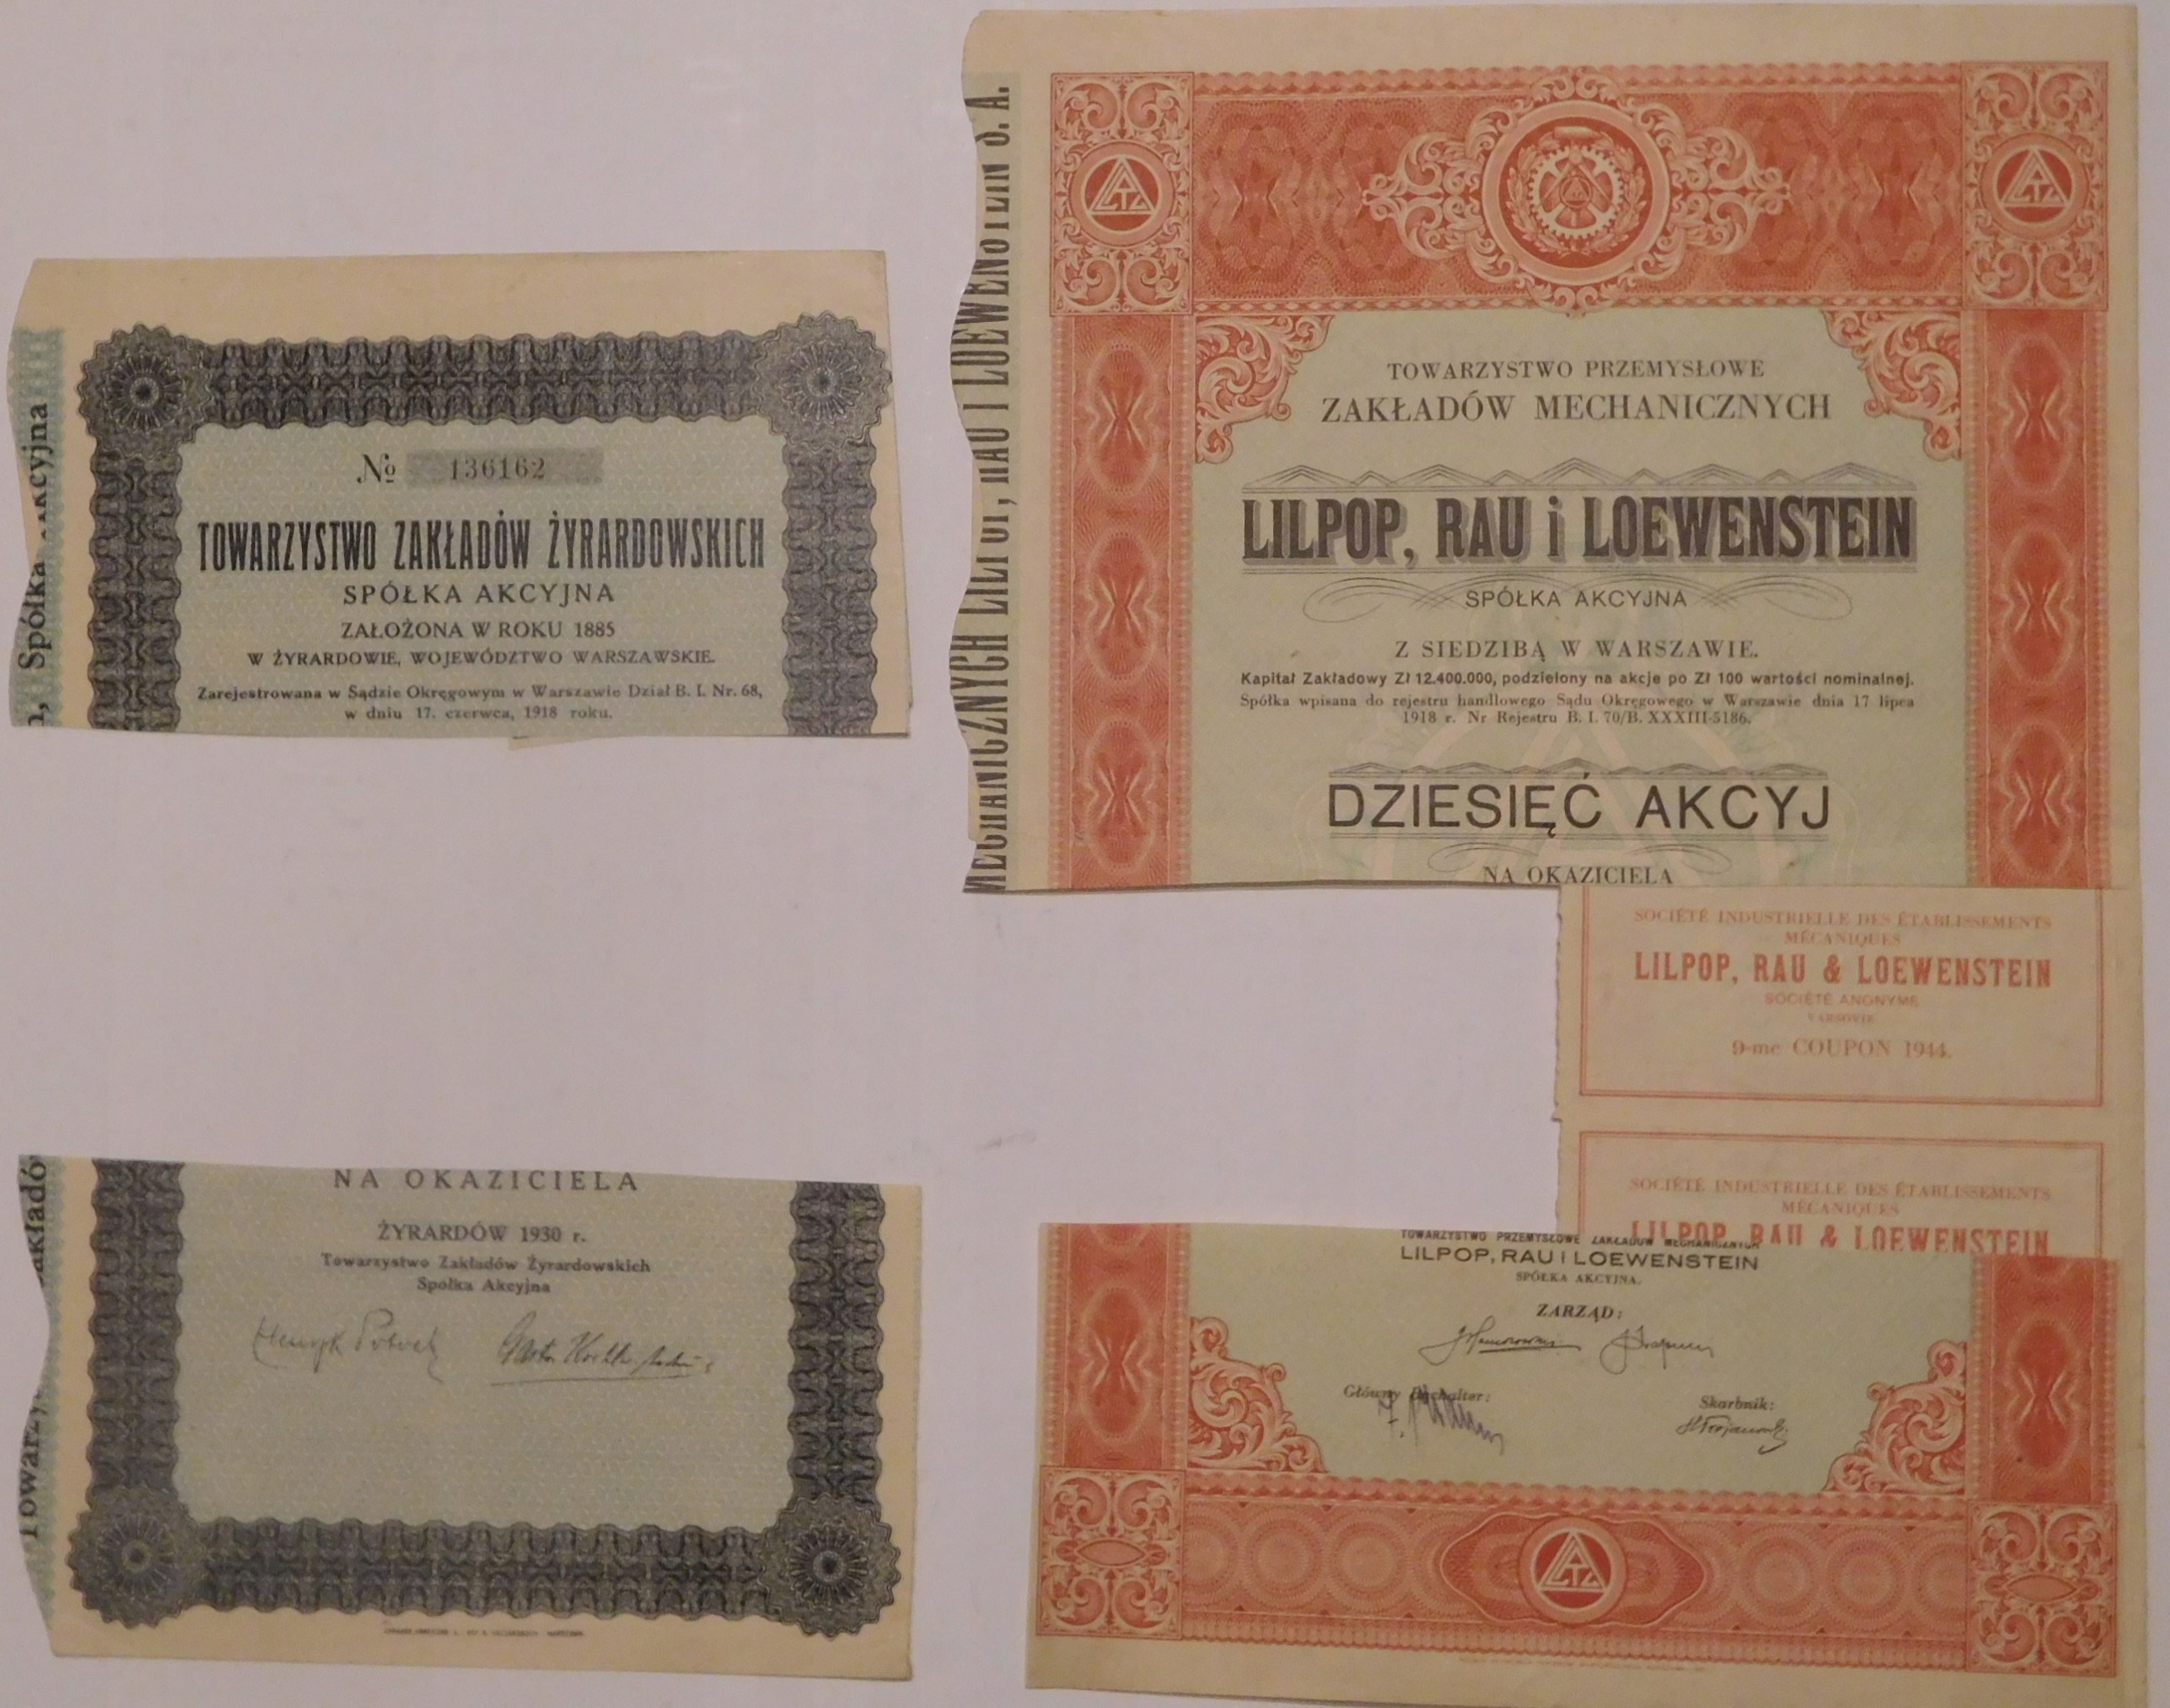 , Spółka Akcyjna
№ 136162
TOWARZYSTWO ZAKŁADÓW ŻYRARDOWSKICH
SPÓŁKA AKCYJNA
ZAŁOŻONA W ROKU 1885
W ŻYRARDOWIE, WOJEWÓDZTWO WARSZAWSKIE.
Zarejestrowana w Sądzie Okręgowym w Warszawie Dział B. I. Nr. 68,
w dniu 17. czerwca, 1918 roku.
Towarzy
akładó
NA OKAZICIELA
ŻYRARDÓW 1930 r.
Towarzystwo Zakładów Żyrardowskich
Spółka Akcyjna
MECHANICZNYCH LILPOP, RAU I LOEWENSTEIN S. A.
TOWARZYSTWO PRZEMYSŁOWE
ZAKŁADÓW MECHANICZNYCH
LILPOP, RAU i LOEWENSTEIN
SPÓŁKA AKCYJNA
Z SIEDZIBĄ W WARSZAWIE.
Kapitał Zakładowy Zł 12.400.000, podzielony na akcje po Zł 100 wartości nominalnej.
Spółka wpisana do rejestru handlowego Sądu Okręgowego w Warszawie dnia 17 lipca
1918 r. Nr Rejestru B. I. 70/B. XXXIII-5186.
DZIESIĘĆ AKCYJ
NA OKAZICIELA
SOCIÉTÉ INDUSTRIELLE DES ÉTABLISSEMENTS
MÉCANIQUES
LILPOP, RAU & LOEWENSTEIN
SOCIÉTÉ ANONYME
VARSOVIE
9-me COUPON 1944.
SOCIÉTÉ INDUSTRIELLE DES ÉTABLISSEMENTS
MÉCANIQUES
LILPOP, RAU & LOEWENSTEIN
TOWARZYSTWO PRZEMYSŁOWE ZAKŁADÓW MECHANICZNYCH
LILPOP, RAU I LOEWENSTEIN
SPÓŁKA AKCYJNA.
ZARZĄD:
Główny Buchalter:
Skarbnik: